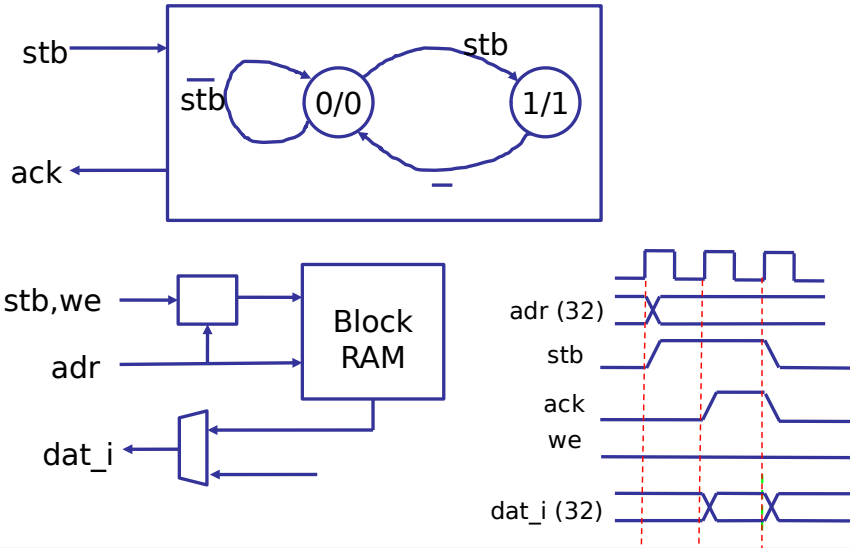 stb
stb
stb
0/0
1/1
ack
stb,we
adr
Block
RAM
dat_i
adr (32)
stb
ack
we
dat_i (32)